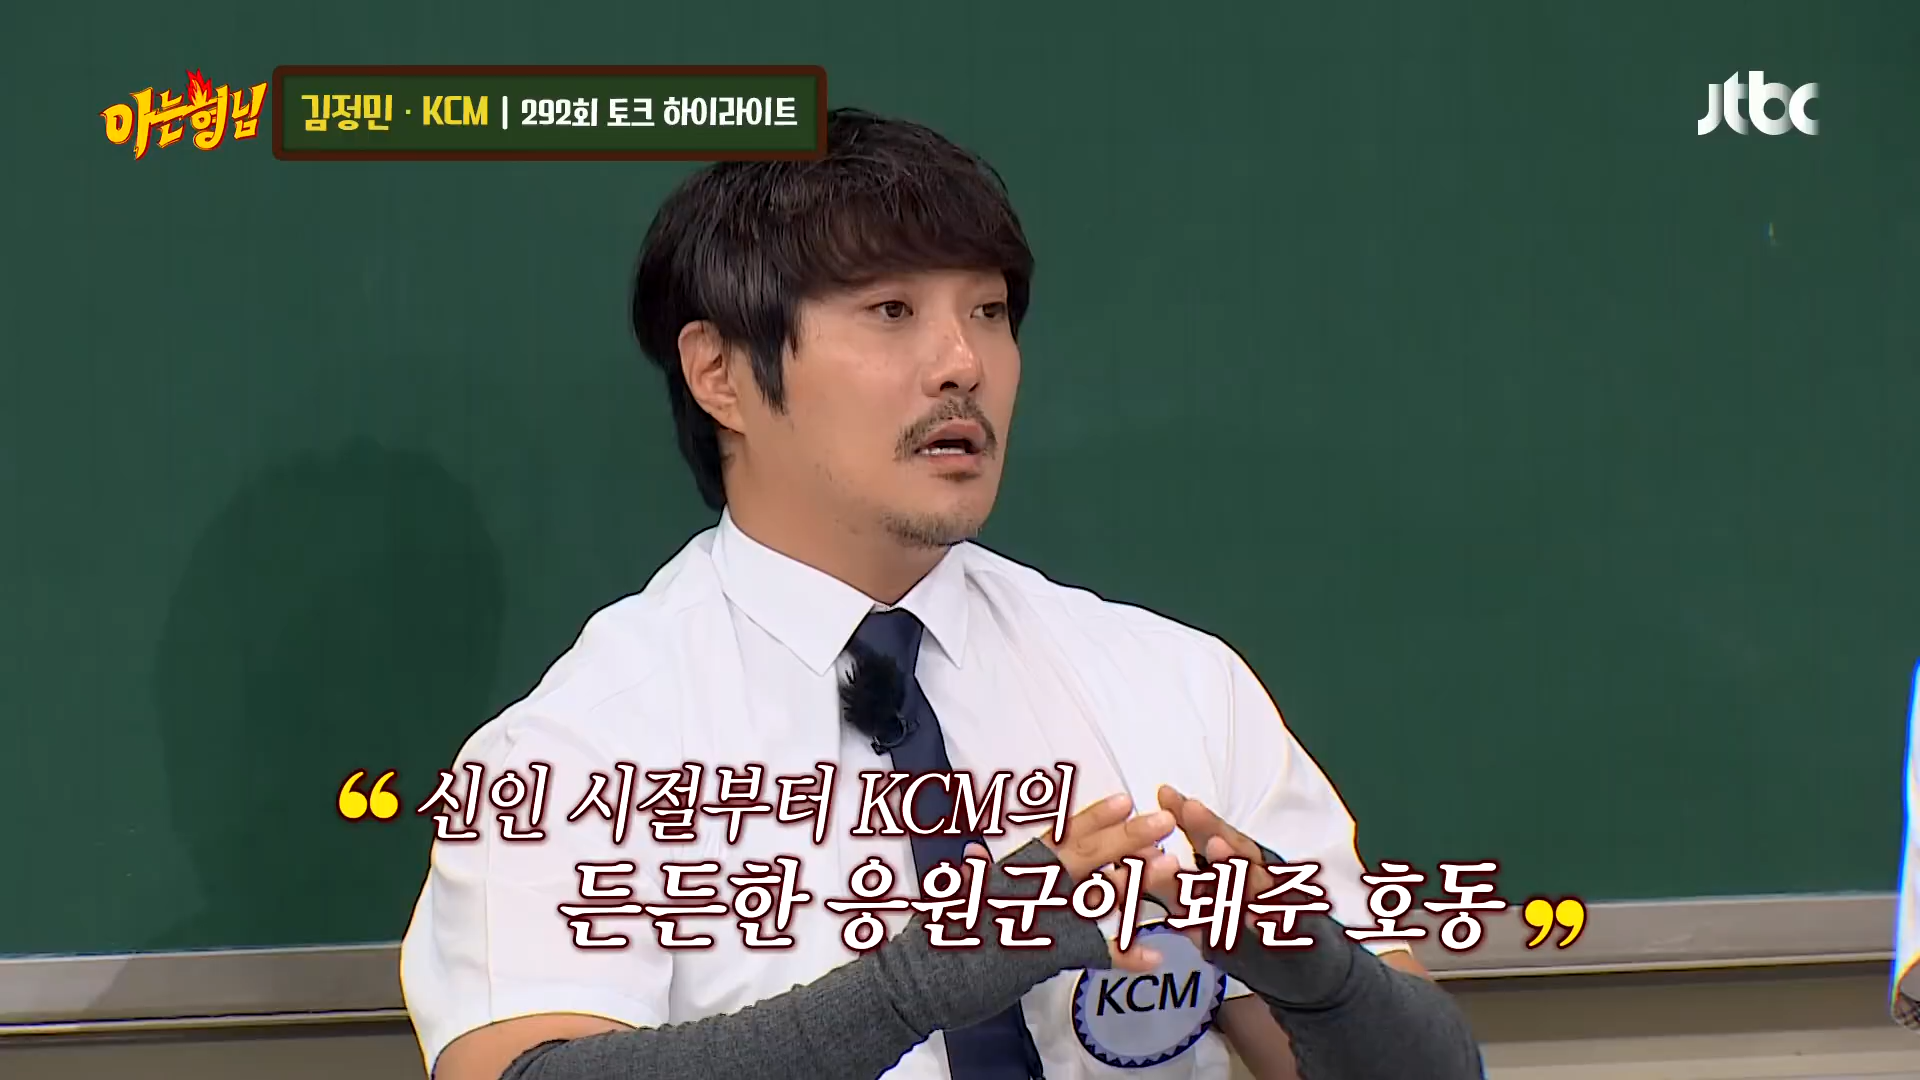 아는형님
김정민 · KCM | 292회 토크 하이라이트
jtbc
“ 신인 시절부터 KCM의
든든한 응원군이 돼준 호동 ”
KCM